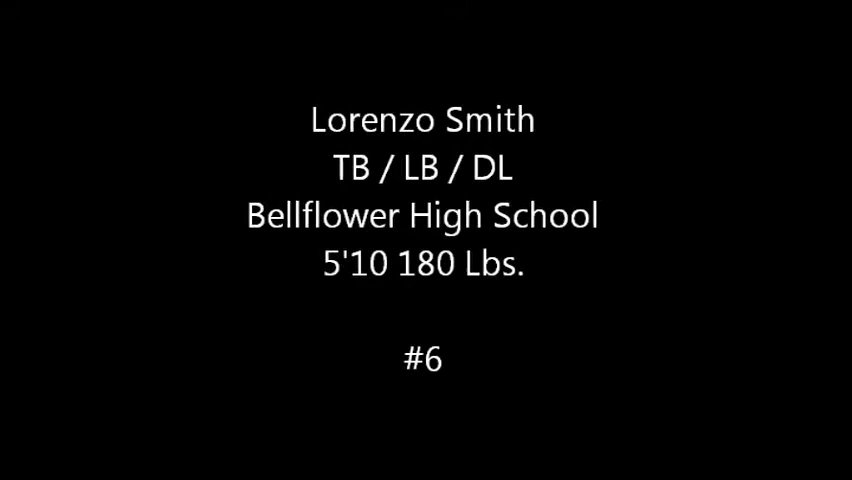 Lorenzo Smith
TB / LB / DL
Bellflower High School
5'10 180 Lbs.
#6